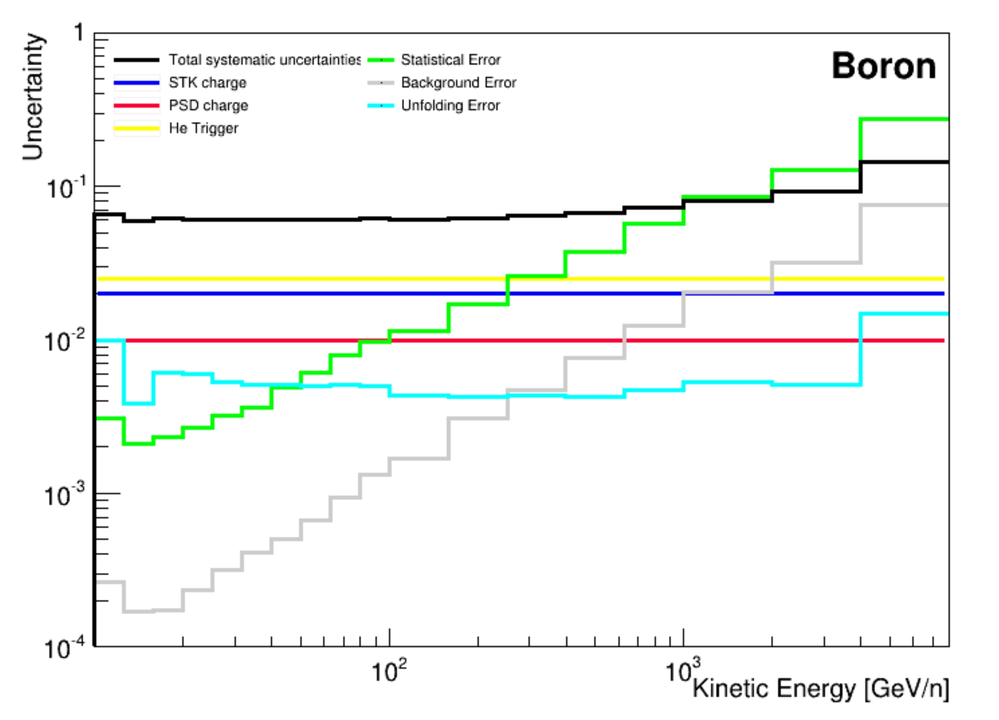 Uncertainty
1
10-1
10-2
10-3
10-4
Total systematic uncertainties
STK charge
PSD charge
He Trigger
Statistical Error
Background Error
Unfolding Error
Boron
102
103
Kinetic Energy [GeV/n]